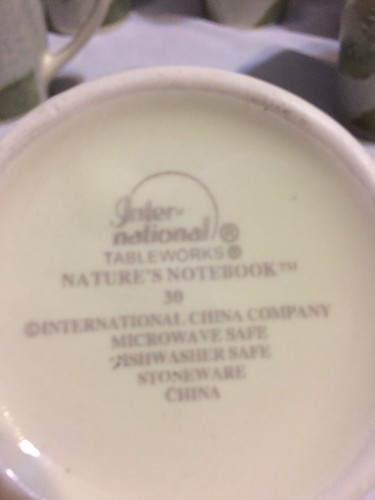 Inter-
national®
TABLEWORKS®
NATURE'S NOTEBOOK™
30
©INTERNATIONAL CHINA COMPANY
MICROWAVE SAFE
DISHWASHER SAFE
STONEWARE
CHINA